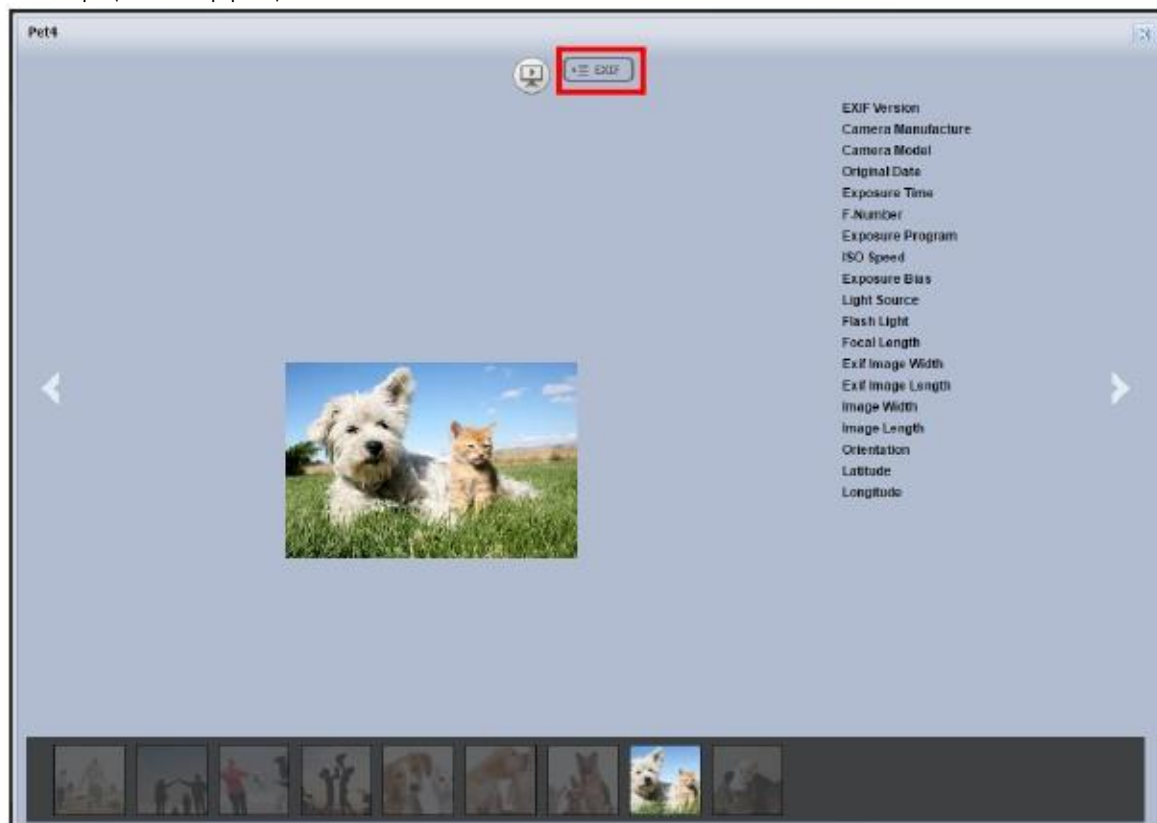 Pet4
EXIF
EXIF Version
Camera Manufacture
Camera Model
Original Date
Exposure Time
F-Number
Exposure Program
ISO Speed
Exposure Bias
Light Source
Flash Light
Focal Length
Exif Image Width
Exif Image Length
Image Width
Image Length
Orientation
Latitude
Longitude